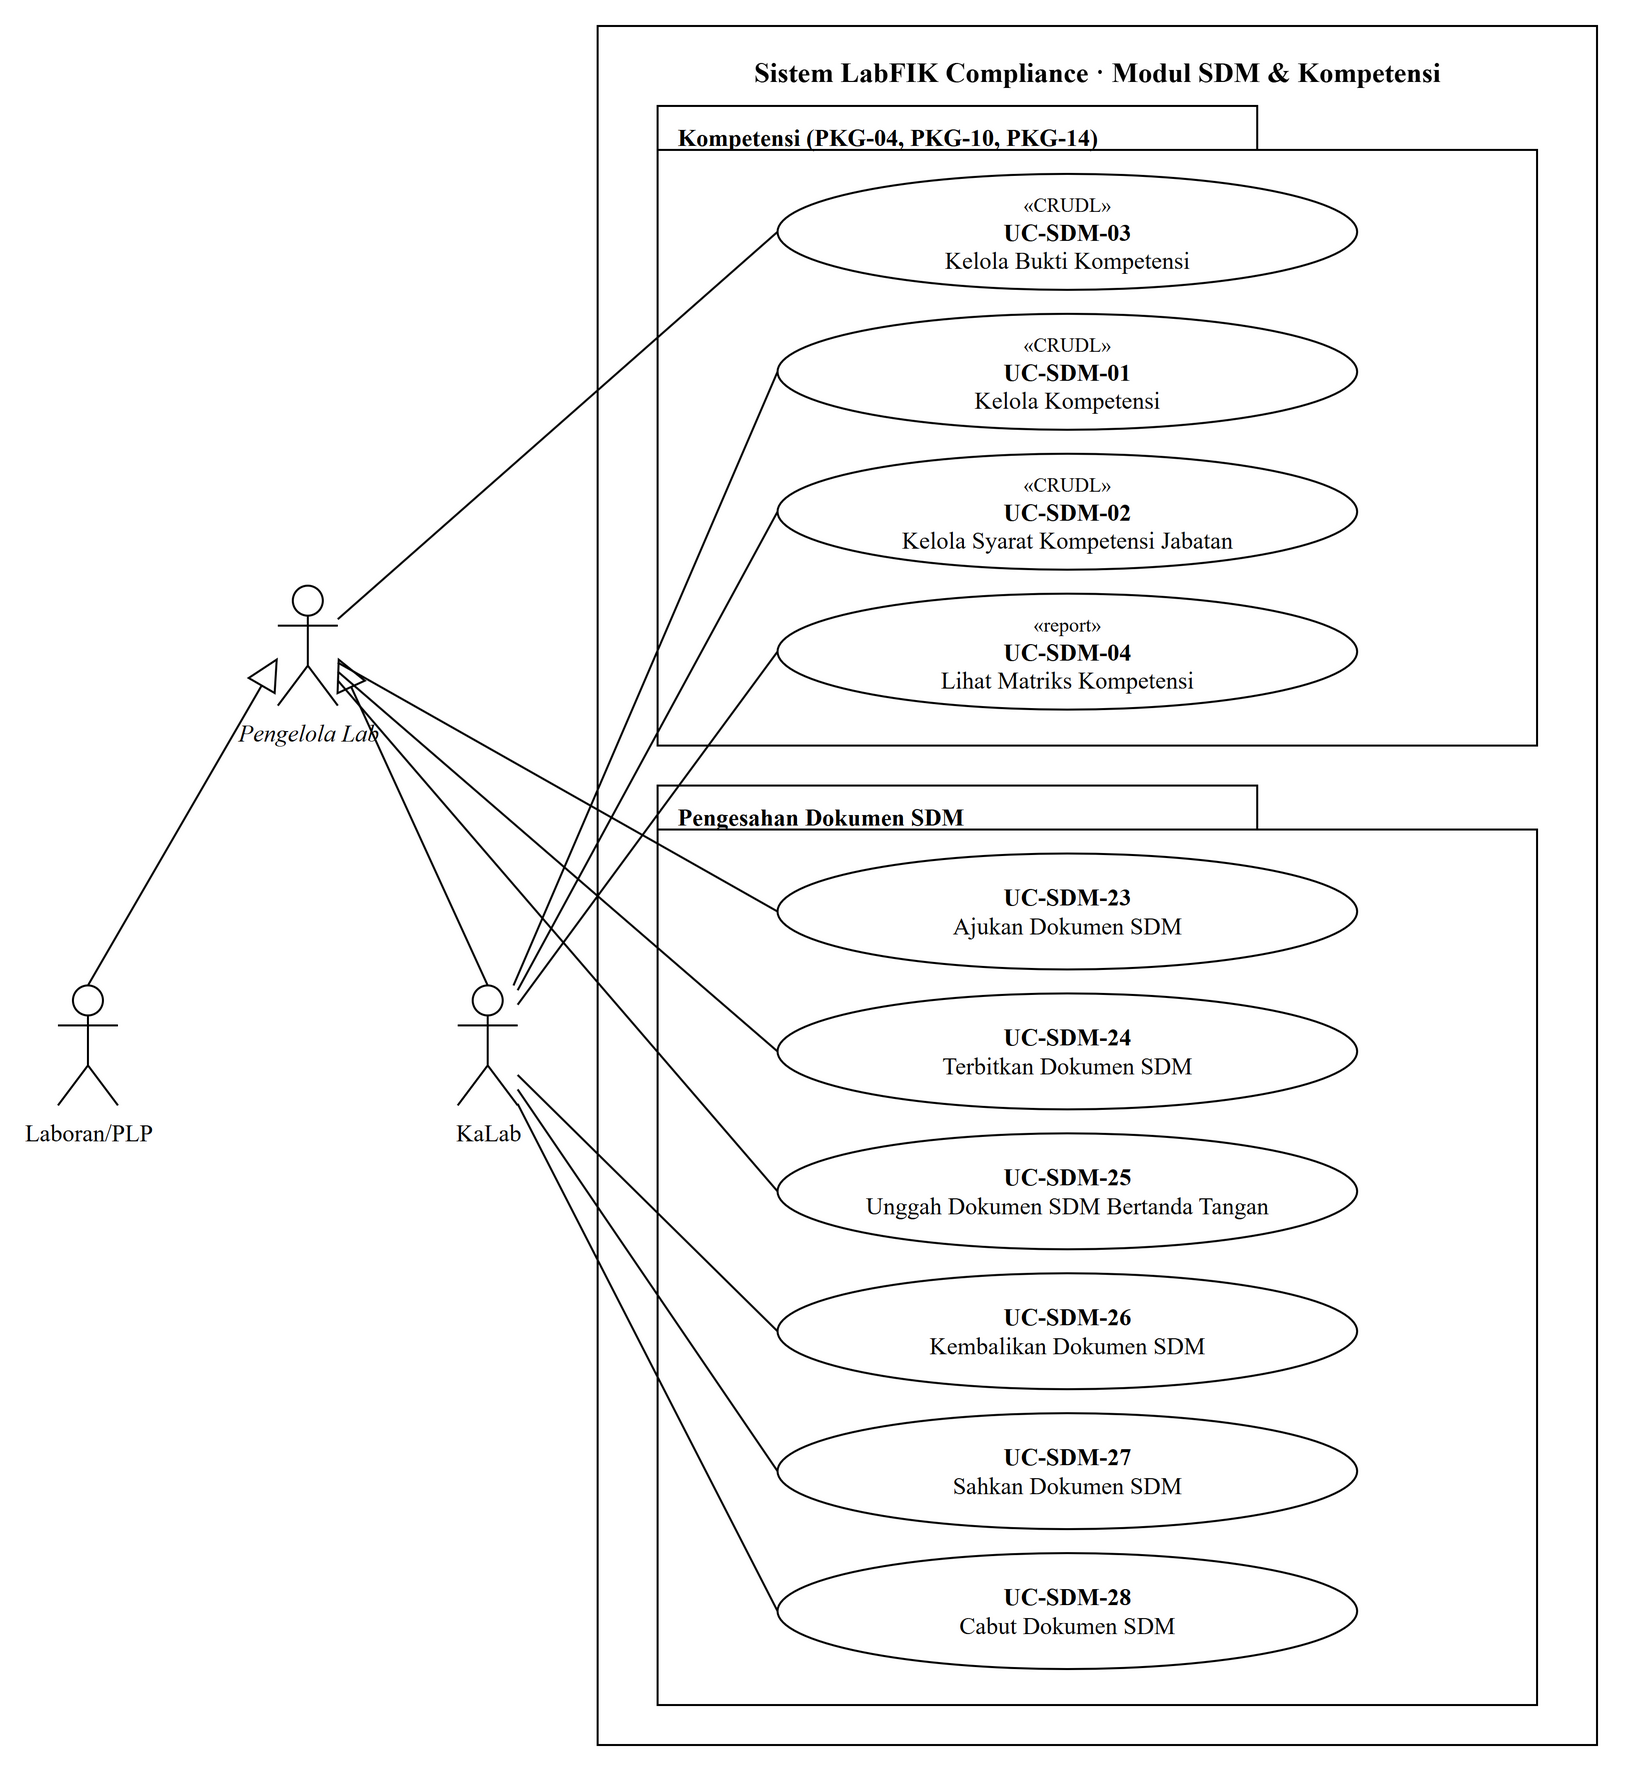 Sistem LabFIK Compliance · Modul SDM & Kompetensi
Kompetensi (PKG-04, PKG-10, PKG-14)
«CRUDL»
UC-SDM-03
Kelola Bukti Kompetensi
«CRUDL»
UC-SDM-01
Kelola Kompetensi
«CRUDL»
UC-SDM-02
Kelola Syarat Kompetensi Jabatan
«report»
UC-SDM-04
Lihat Matriks Kompetensi
Pengelola Lab
Pengesahan Dokumen SDM
UC-SDM-23
Ajukan Dokumen SDM
UC-SDM-24
Terbitkan Dokumen SDM
Laboran/PLP
KaLab
UC-SDM-25
Unggah Dokumen SDM Bertanda Tangan
UC-SDM-26
Kembalikan Dokumen SDM
UC-SDM-27
Sahkan Dokumen SDM
UC-SDM-28
Cabut Dokumen SDM